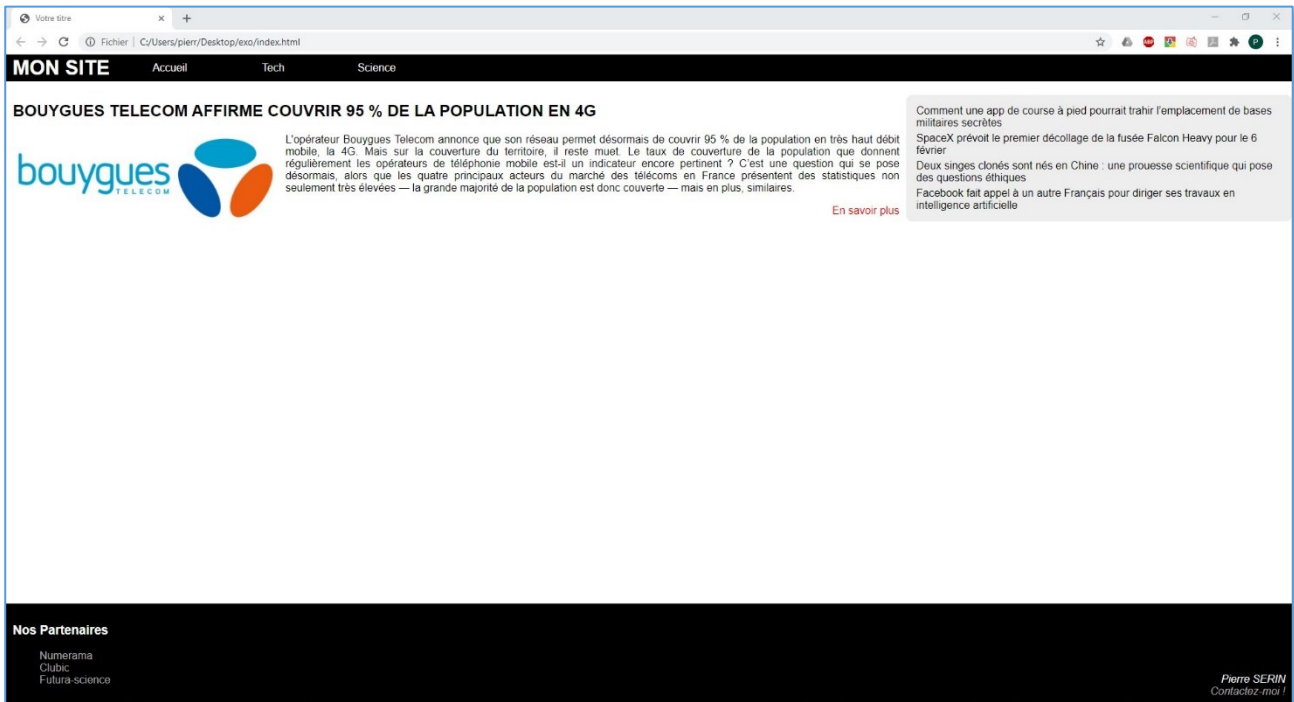 Votre titre
Fichier C:/Users/pierr/Desktop/exo/index.html
MON SITE Accueil Tech Science
BOUYGUES TELECOM AFFIRME COUVRIR 95 % DE LA POPULATION EN 4G
bouygues
TELECOM
L'opérateur Bouygues Telecom annonce que son réseau permet désormais de couvrir 95 % de la population en très haut débit
mobile, la 4G. Mais sur la couverture du territoire, il reste muet. Le taux de couverture de la population que donnent
régulièrement les opérateurs de téléphonie mobile est-il un indicateur encore pertinent ? C'est une question qui se pose
désormais, alors que les quatre principaux acteurs du marché des télécoms en France présentent des statistiques non
seulement très élevées — la grande majorité de la population est donc couverte — mais en plus, similaires.
En savoir plus
Comment une app de course à pied pourrait trahir l'emplacement de bases
militaires secrètes
SpaceX prévoit le premier décollage de la fusée Falcon Heavy pour le 6
février
Deux singes clonés sont nés en Chine : une prouesse scientifique qui pose
des questions éthiques
Facebook fait appel à un autre Français pour diriger ses travaux en
intelligence artificielle
Nos Partenaires
Numerama
Clubic
Futura-science
Pierre SERIN
Contactez-moi !